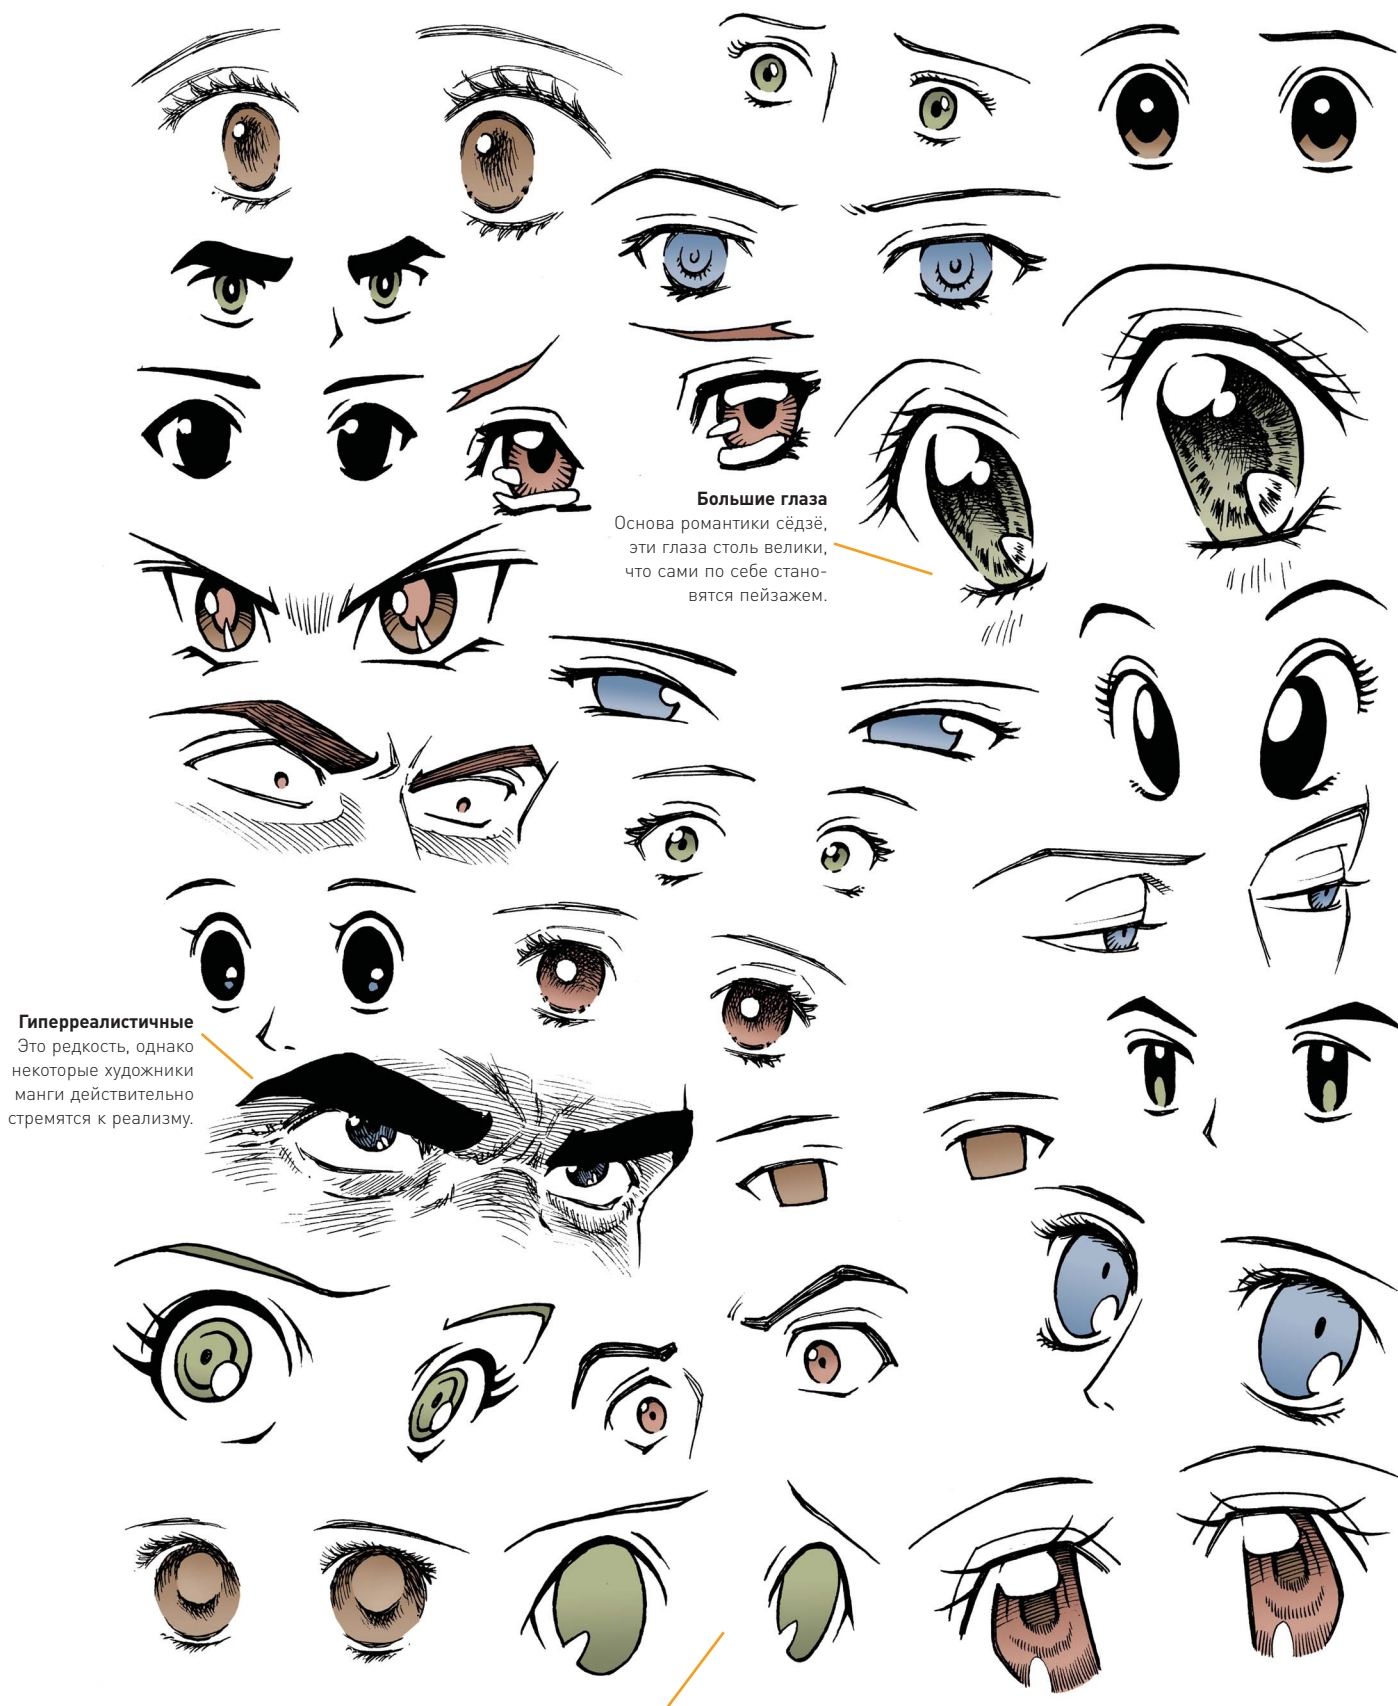 Большие глаза
Основа романтики сёдзё,
эти глаза столь велики,
что сами по себе стано-
вятся пейзажем.
Гиперреалистичные
Это редкость, однако
некоторые художники
манги действительно
стремятся к реализму.